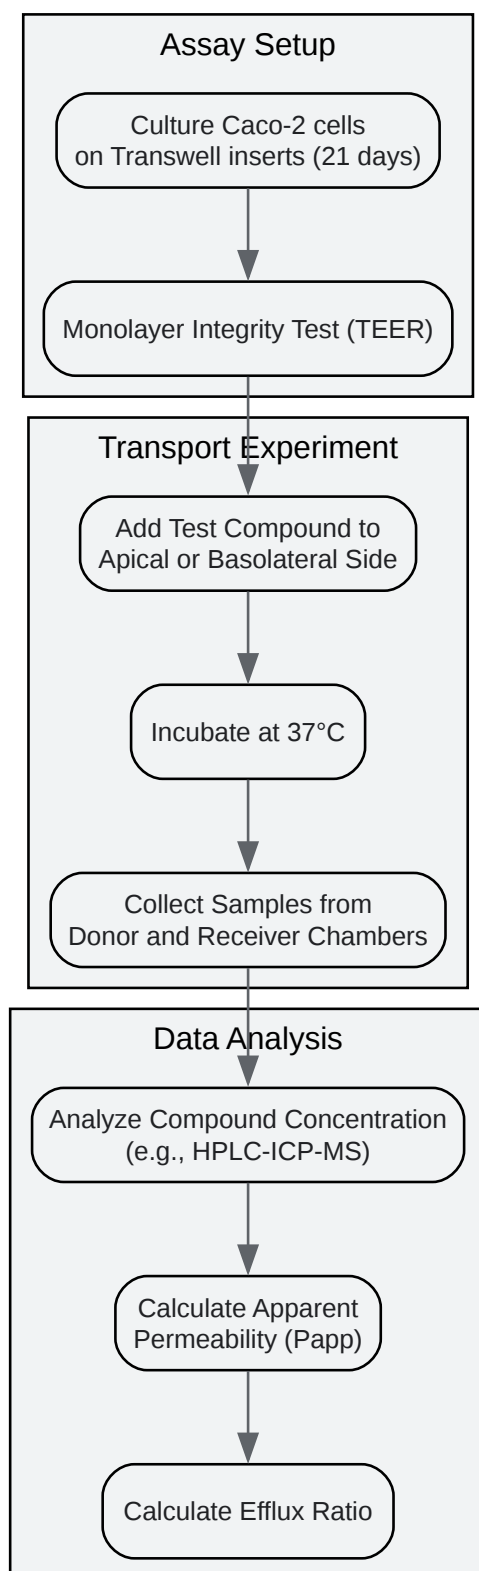 Assay Setup
Culture Caco-2 cells
on Transwell inserts (21 days)
Monolayer Integrity Test (TEER)
Transport Experiment
Add Test Compound to
Apical or Basolateral Side
Incubate at 37°C
Collect Samples from
Donor and Receiver Chambers
Data Analysis
Analyze Compound Concentration
(e.g., HPLC-ICP-MS)
Calculate Apparent
Permeability (Papp)
Calculate Efflux Ratio